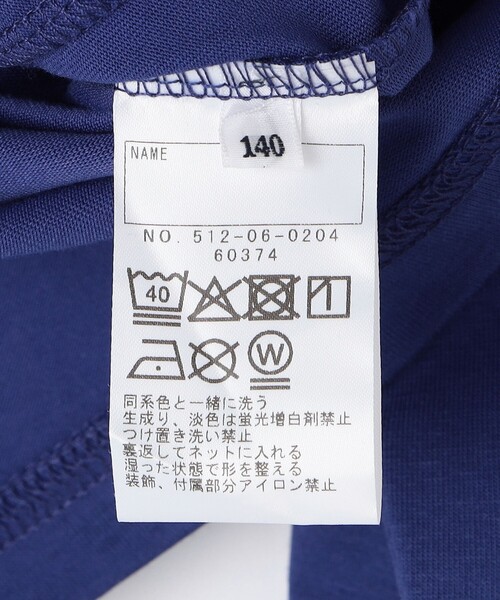 140
NAME
NO. 512-06-0204
60374
40
W
同系色と一緒に洗う
生成り、淡色は蛍光増白剤禁止
つけ置き洗い禁止
裏返してネットに入れる
湿った状態で形を整える
装飾、付属部分アイロン禁止